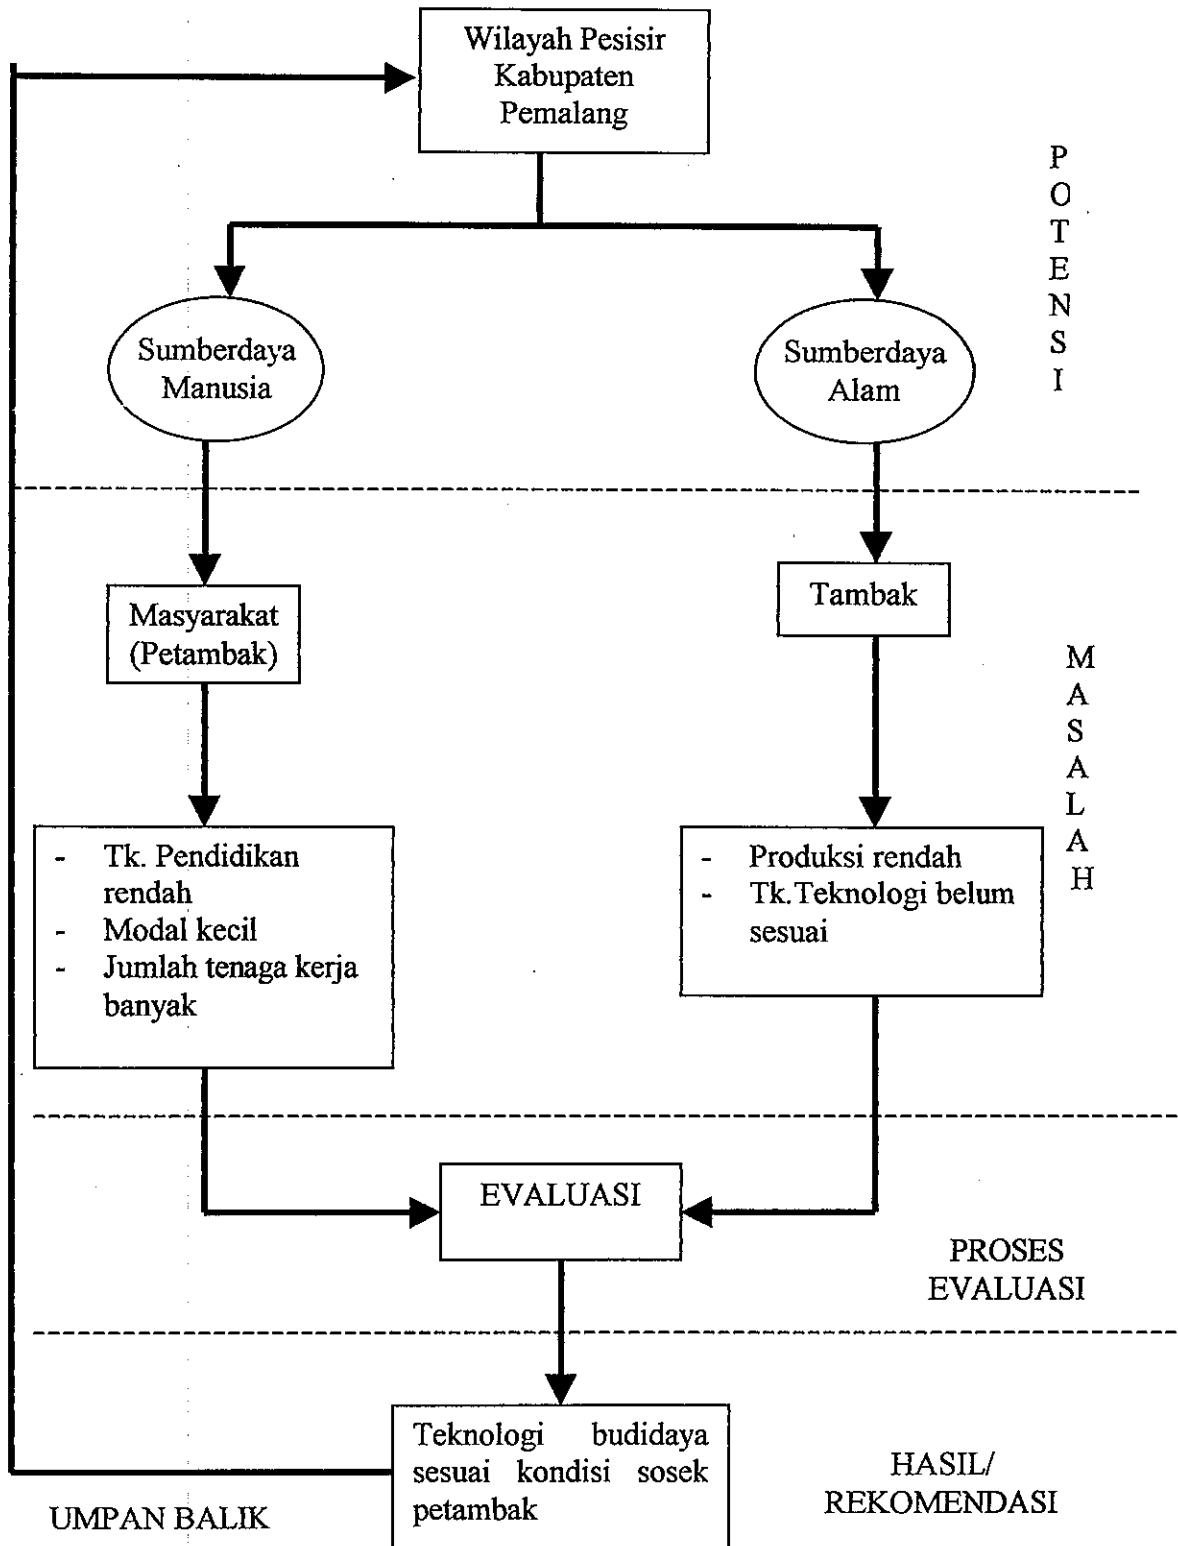 Wilayah Pesisir
Kabupaten
Pemalang
POTENSI
Sumberdaya
Manusia
Sumberdaya
Alam
Masyarakat
(Petambak)
Tambak
MASALAH
- Tk. Pendidikan
rendah
- Modal kecil
- Jumlah tenaga kerja
banyak
- Produksi rendah
- Tk.Teknologi belum
sesuai
EVALUASI
PROSES
EVALUASI
Teknologi budidaya
sesuai kondisi sosek
petambak
HASIL/
REKOMENDASI
UMPAN BALIK